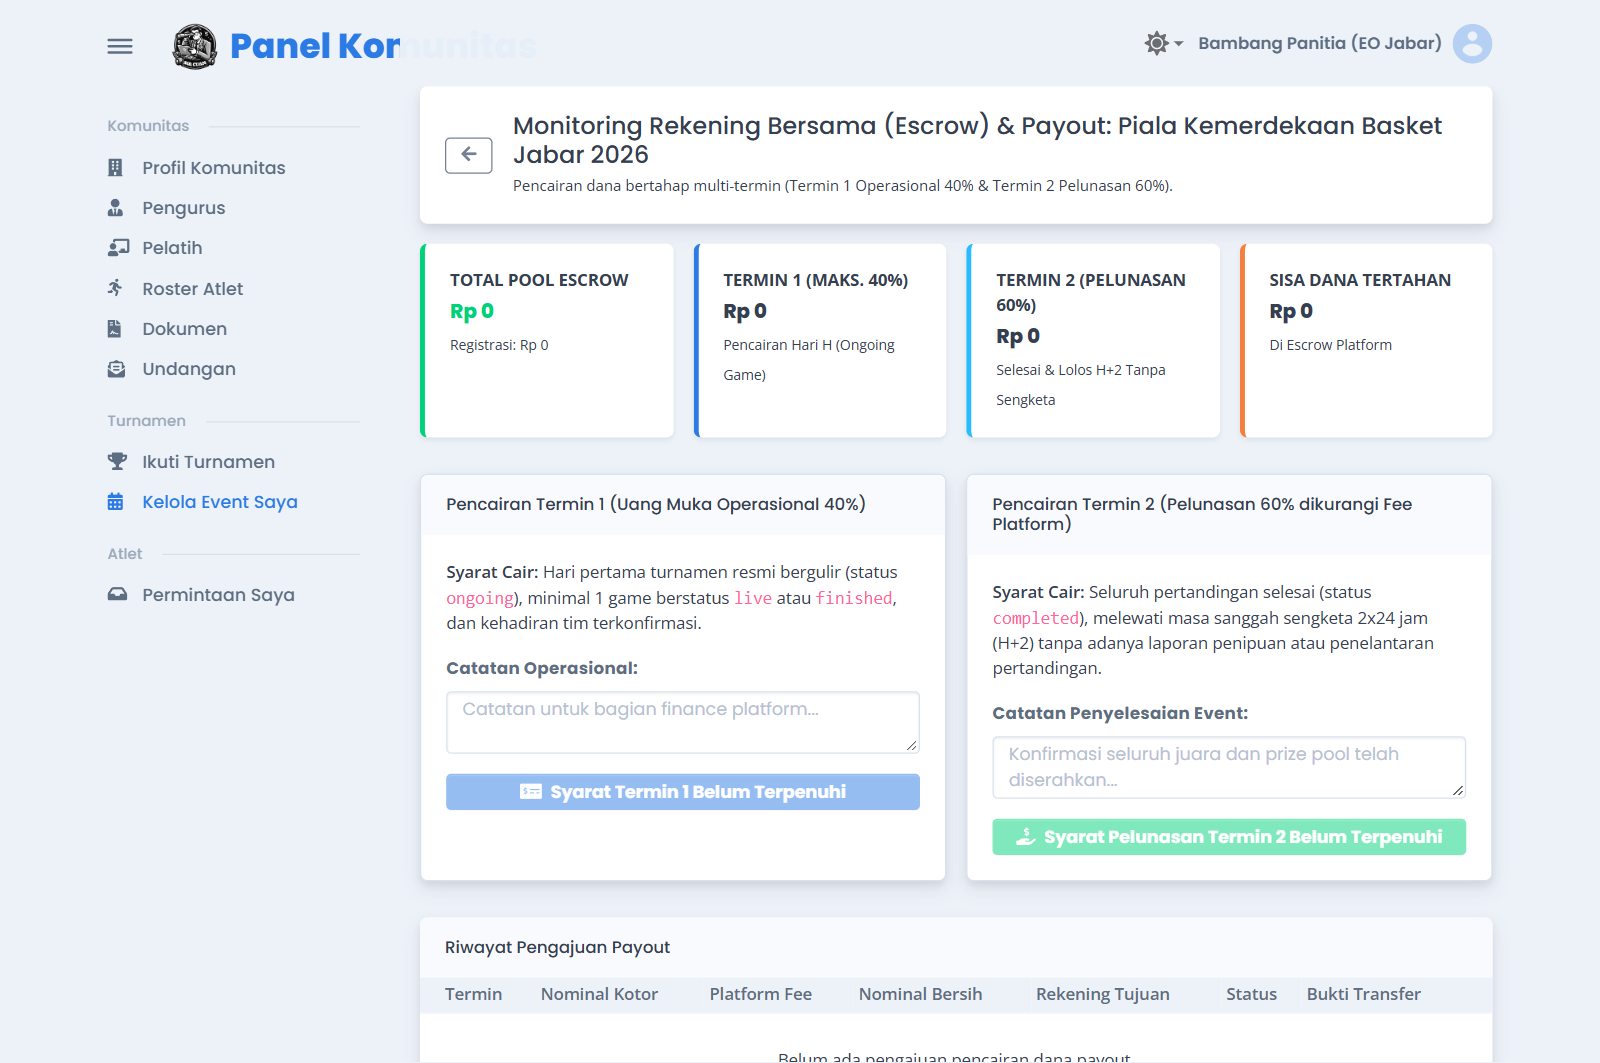 Panel Komunitas
Bambang Panitia (EO Jabar)
Komunitas
Profil Komunitas
Pengurus
Pelatih
Roster Atlet
Dokumen
Undangan
Turnamen
Ikuti Turnamen
Kelola Event Saya
Atlet
Permintaan Saya
Monitoring Rekening Bersama (Escrow) & Payout: Piala Kemerdekaan Basket
Jabar 2026
Pencairan dana bertahap multi-termin (Termin 1 Operasional 40% & Termin 2 Pelunasan 60%).
TOTAL POOL ESCROW
Rp 0
Registrasi: Rp 0
TERMIN 1 (MAKS. 40%)
Rp 0
Pencairan Hari H (Ongoing
Game)
TERMIN 2 (PELUNASAN
60%)
Rp 0
Selesai & Lolos H+2 Tanpa
Sengketa
SISA DANA TERTAHAN
Rp 0
Di Escrow Platform
Pencairan Termin 1 (Uang Muka Operasional 40%)
Syarat Cair: Hari pertama turnamen resmi bergulir (status
ongoing), minimal 1 game berstatus live atau finished,
dan kehadiran tim terkonfirmasi.
Catatan Operasional:
Catatan untuk bagian finance platform...
Syarat Termin 1 Belum Terpenuhi
Pencairan Termin 2 (Pelunasan 60% dikurangi Fee
Platform)
Syarat Cair: Seluruh pertandingan selesai (status
completed), melewati masa sanggah sengketa 2x24 jam
(H+2) tanpa adanya laporan penipuan atau penelantaran
pertandingan.
Catatan Penyelesaian Event:
Konfirmasi seluruh juara dan prize pool telah
diserahkan...
Syarat Pelunasan Termin 2 Belum Terpenuhi
Riwayat Pengajuan Payout
Termin Nominal Kotor Platform Fee Nominal Bersih Rekening Tujuan Status Bukti Transfer
Belum ada pengajuan pencairan dana payout.